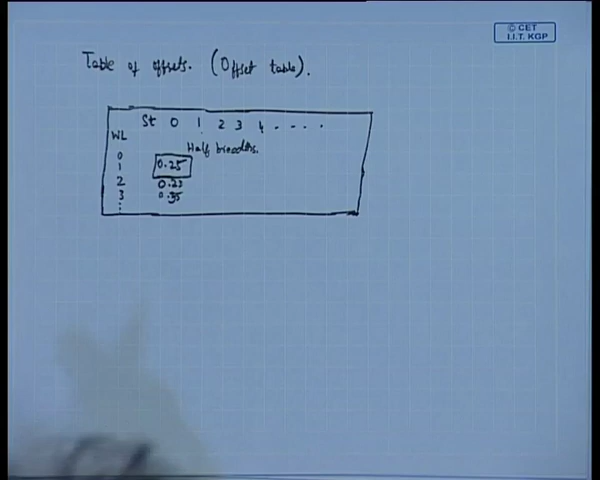 © CET
I.I.T. KGP
Table of offsets. (Offset table).
St 0 1 2 3 4 . - - - .
WL
Half breadths.
0
1 0.25
2 0.23
3 0.35